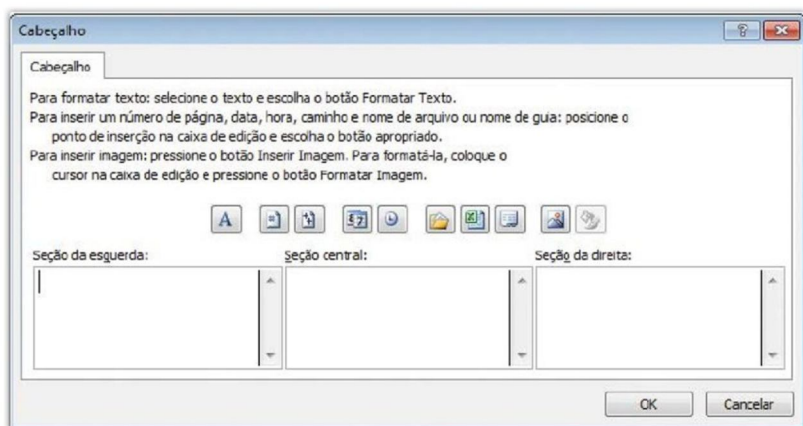 Cabeçalho
Cabeçalho
Para formatar texto: selecione o texto e escolha o botão Formatar Texto.
Para inserir um número de página, data, hora, caminho e nome de arquivo ou nome de guia: posicione o
ponto de inserção na caixa de edição e escolha o botão apropriado.
Para inserir imagem: pressione o botão Inserir Imagem. Para formatá-la, coloque o
cursor na caixa de edição e pressione o botão Formatar Imagem.
A
Seção da esquerda: Seção central: Seção da direita:
OK Cancelar